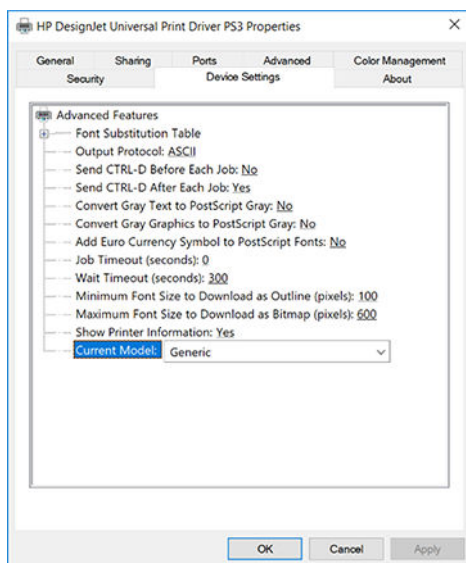 HP DesignJet Universal Print Driver PS3 Properties
General Sharing Ports Advanced Color Management
Security Device Settings About
Advanced Features
Font Substitution Table
Output Protocol: ASCII
Send CTRL-D Before Each Job: No
Send CTRL-D After Each Job: Yes
Convert Gray Text to PostScript Gray: No
Convert Gray Graphics to PostScript Gray: No
Add Euro Currency Symbol to PostScript Fonts: No
Job Timeout (seconds): 0
Wait Timeout (seconds): 300
Minimum Font Size to Download as Outline (pixels): 100
Maximum Font Size to Download as Bitmap (pixels): 600
Show Printer Information: Yes
Current Model: Generic
OK Cancel Apply